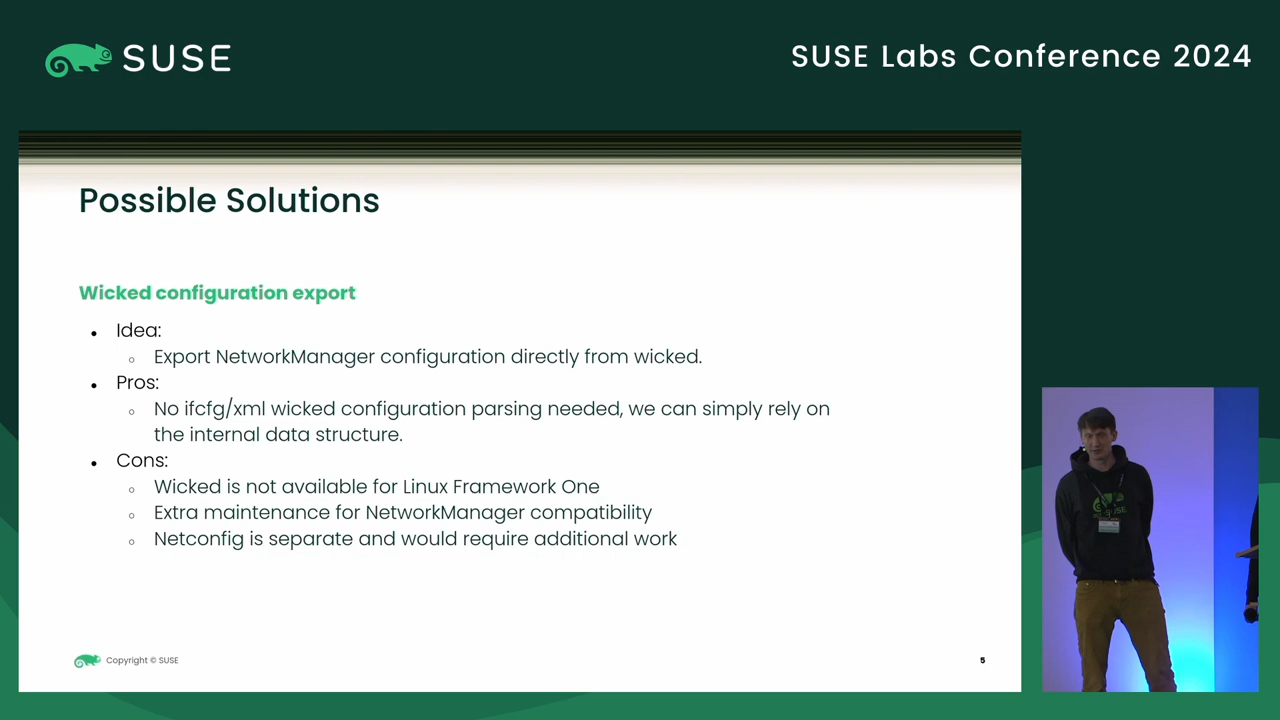 SUSE
SUSE Labs Conference 2024
Possible Solutions
Wicked configuration export
Idea:
Export NetworkManager configuration directly from wicked.
Pros:
No ifcfg/xml wicked configuration parsing needed, we can simply rely on
the internal data structure.
Cons:
Wicked is not available for Linux Framework One
Extra maintenance for NetworkManager compatibility
Netconfig is separate and would require additional work
Copyright © SUSE
5
SUSE